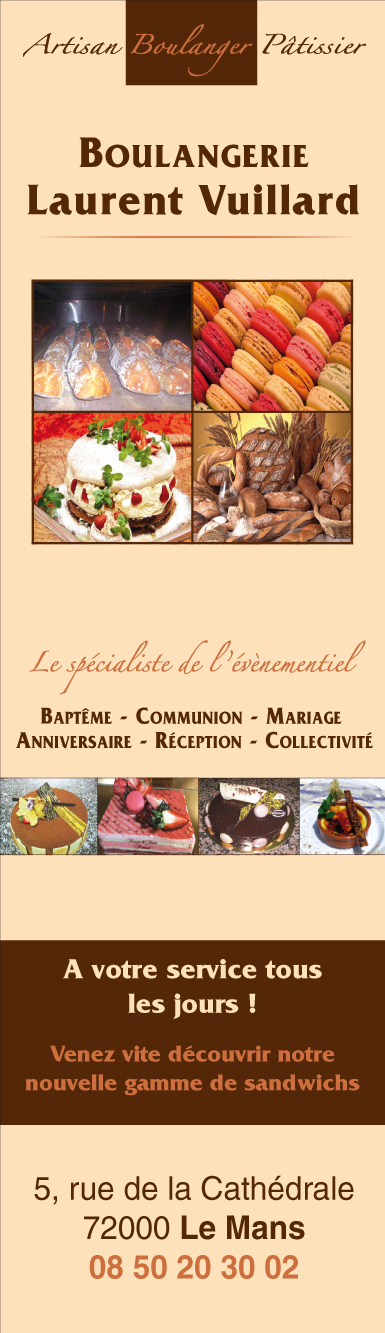 Artisan Boulanger Pâtissier
BOULANGERIE
Laurent Vuillard
Le spécialiste de l'évènementiel
BAPTÊME - COMMUNION - MARIAGE
ANNIVERSAIRE - RÉCEPTION - COLLECTIVITÉ
A votre service tous
les jours !
Venez vite découvrir notre
nouvelle gamme de sandwichs
5, rue de la Cathédrale
72000 Le Mans
08 50 20 30 02